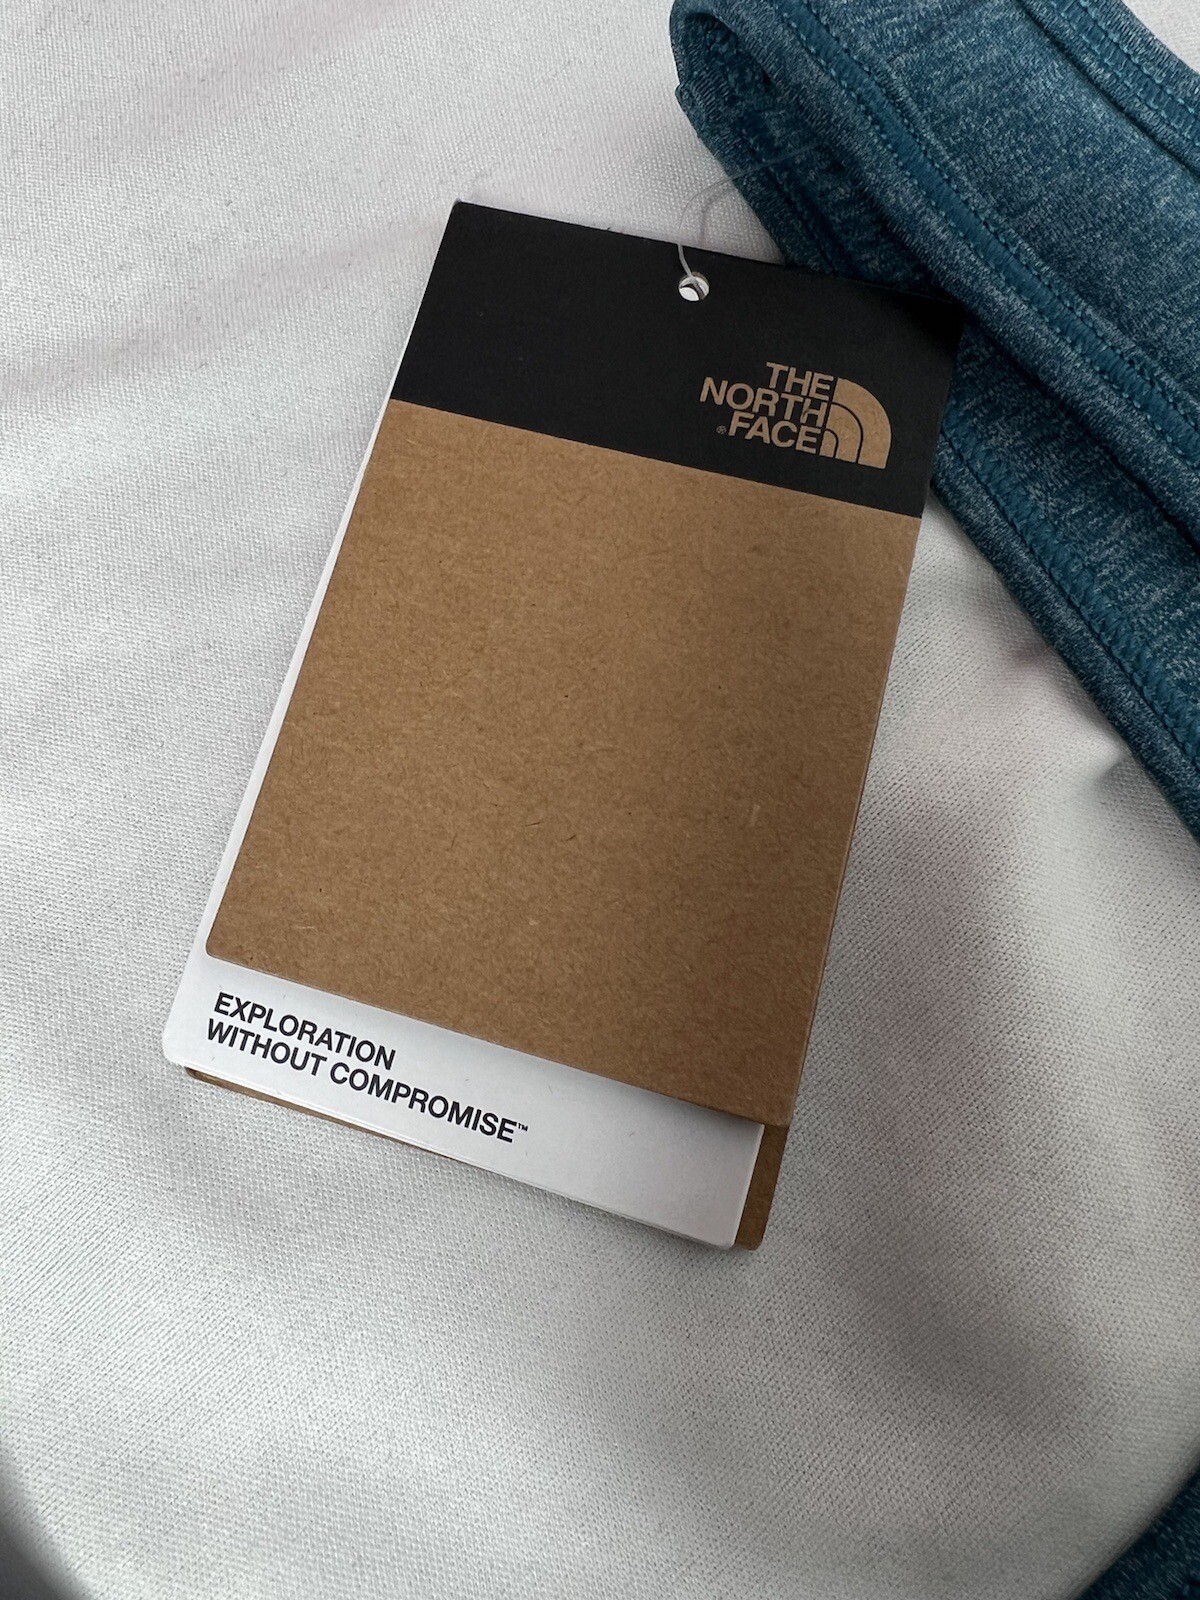 THE
NORTH
® FACE
EXPLORATION
WITHOUT COMPROMISE™